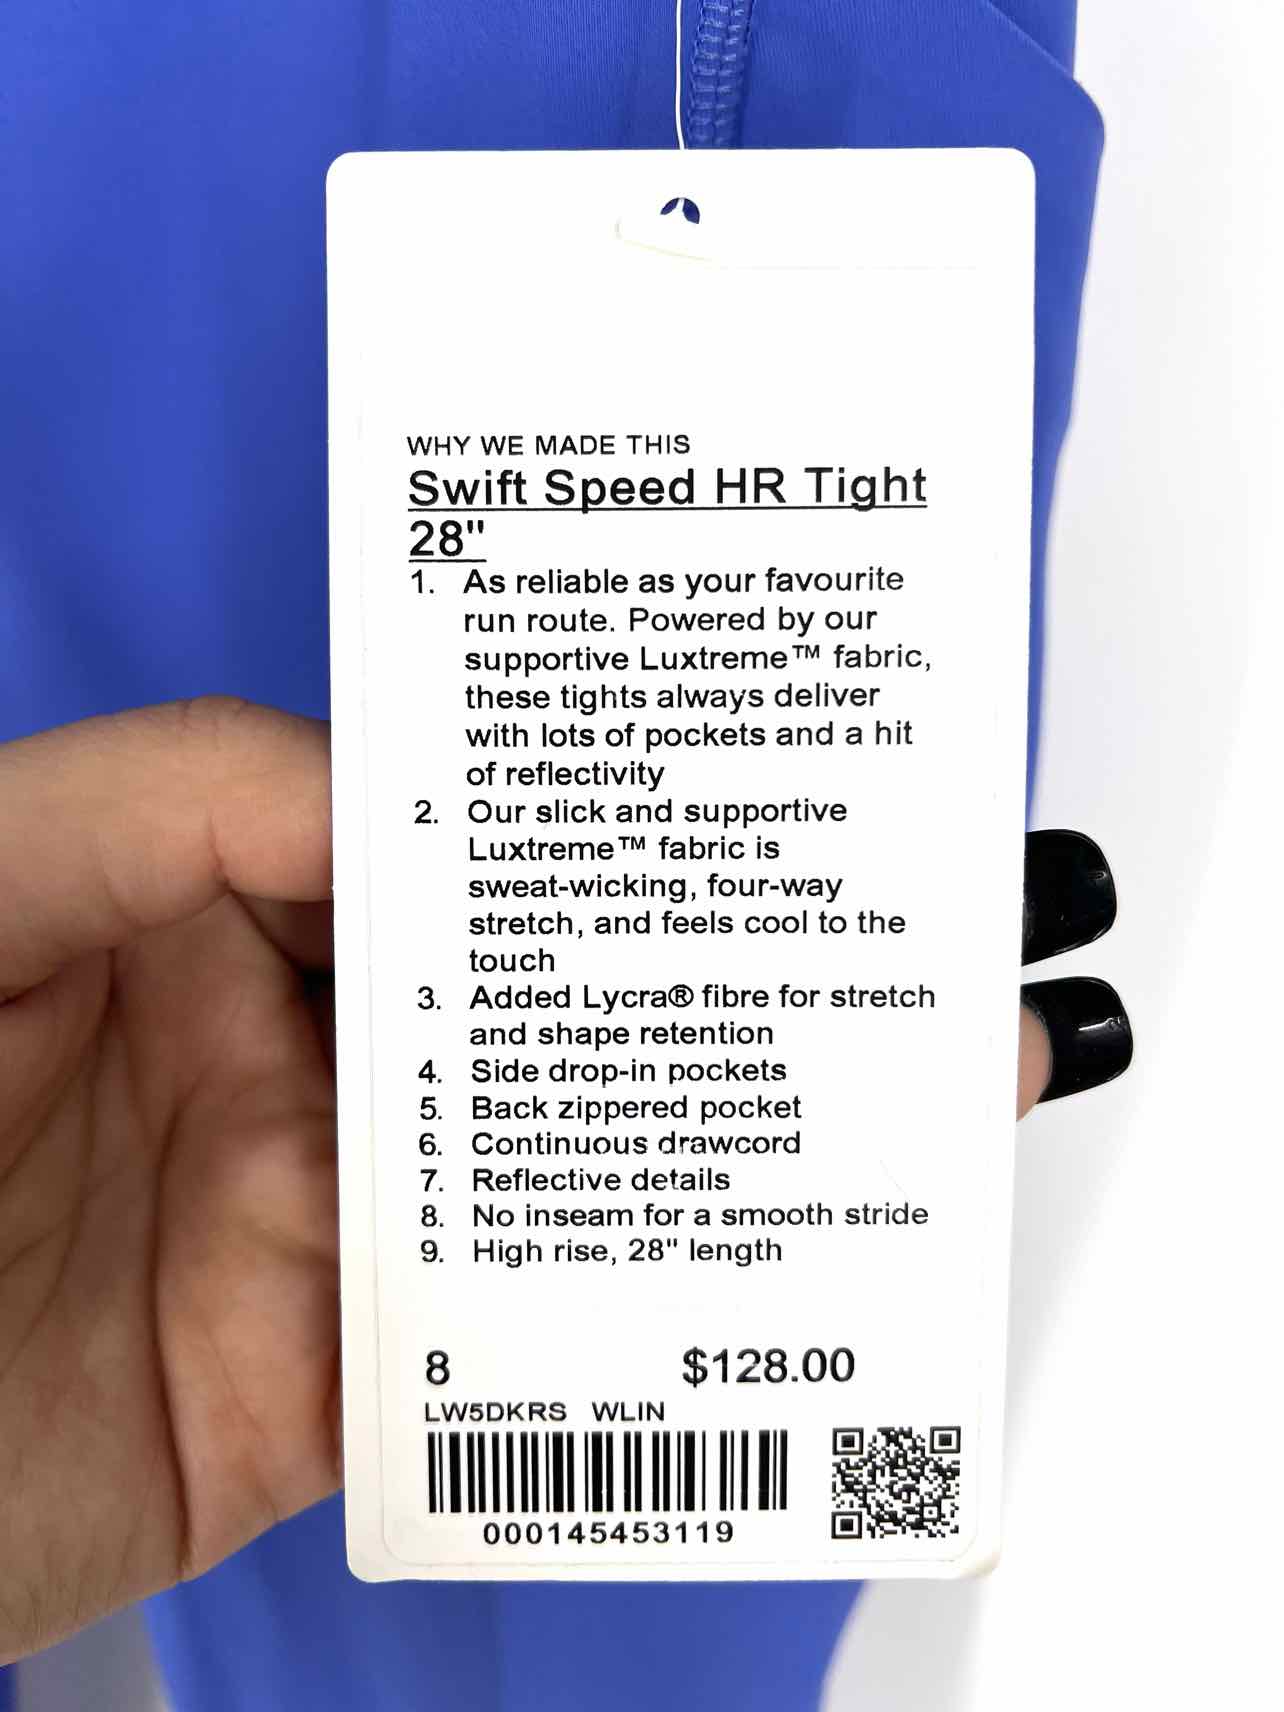 WHY WE MADE THIS
Swift Speed HR Tight
28"
1. As reliable as your favourite
run route. Powered by our
supportive Luxtreme™ fabric,
these tights always deliver
with lots of pockets and a hit
of reflectivity
2. Our slick and supportive
Luxtreme™ fabric is
sweat-wicking, four-way
stretch, and feels cool to the
touch
3. Added Lycra® fibre for stretch
and shape retention
4. Side drop-in pockets
5. Back zippered pocket
6. Continuous drawcord
7. Reflective details
8. No inseam for a smooth stride
9. High rise, 28" length
8 $128.00
LW5DKRS WLIN
000145453119